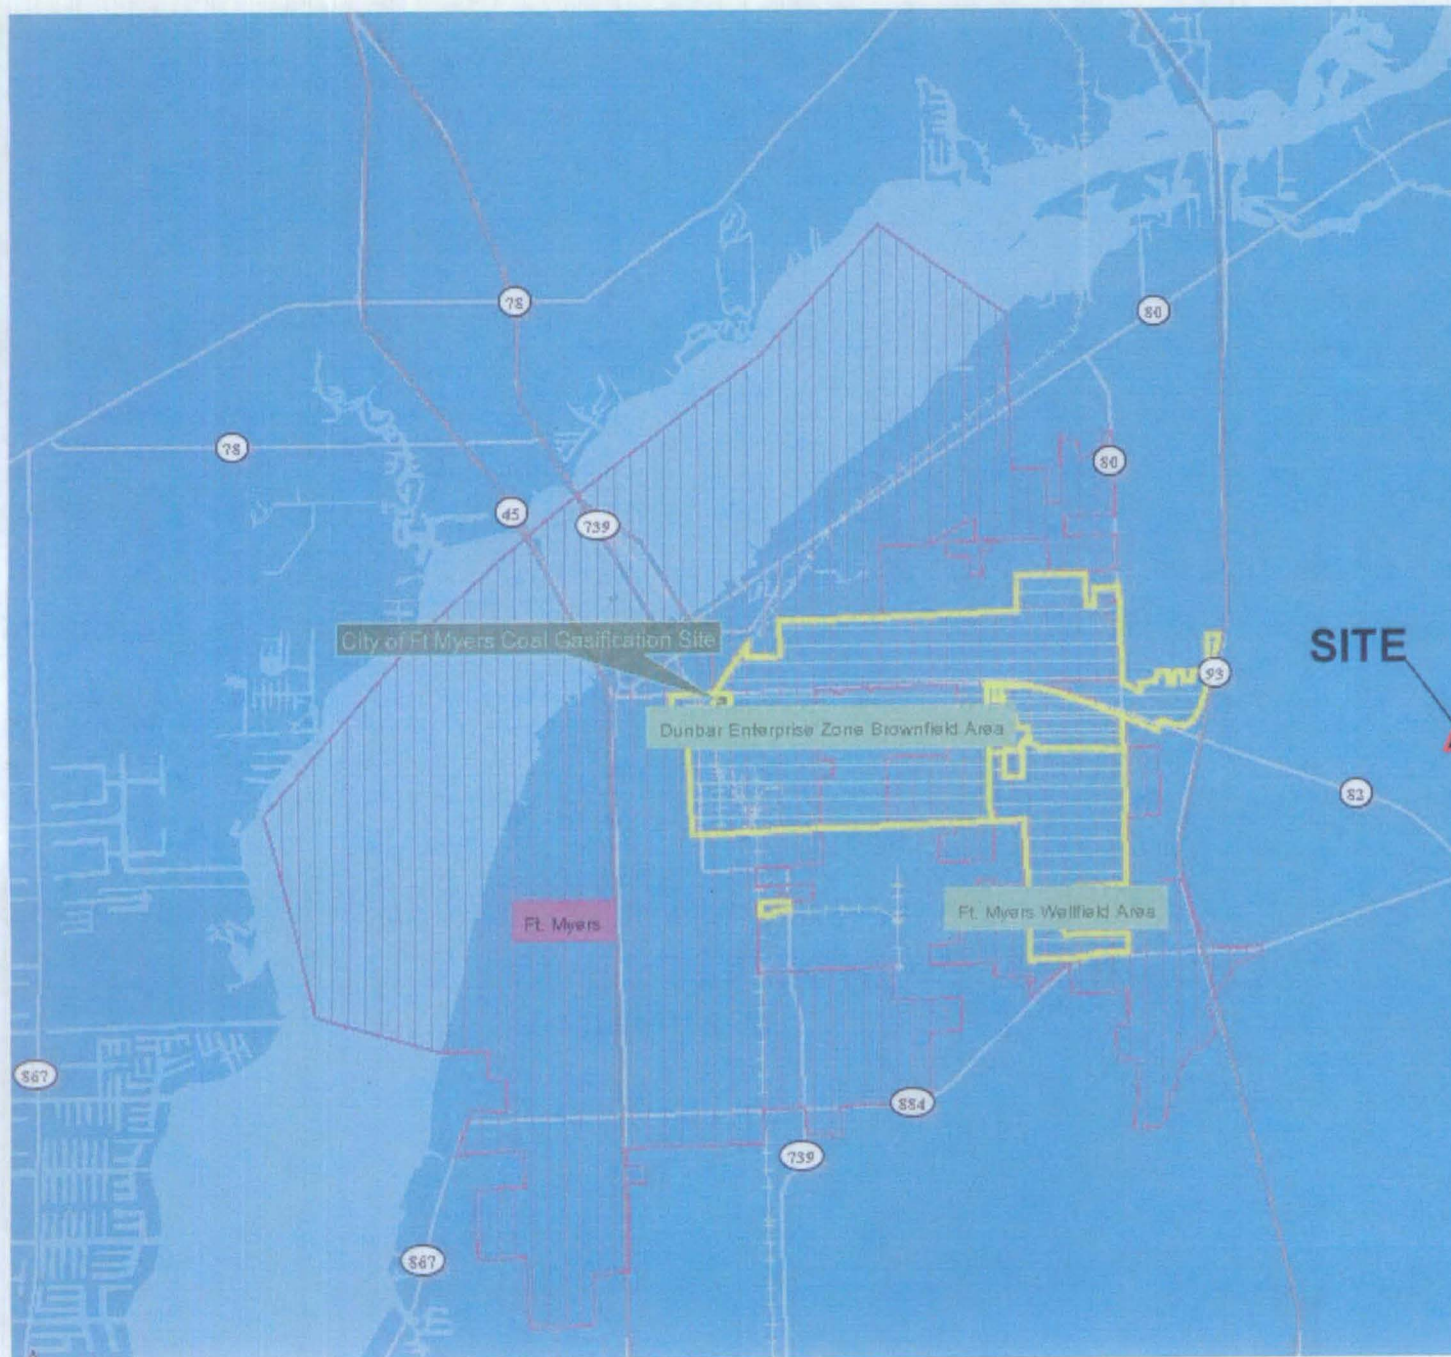 78
80
78
80
45
739
City of Ft Myers Coal Gasification Site
SITE
93
Dunbar Enterprise Zone Brownfield Area
82
Ft. Myers Wellfield Area
Ft. Myers
867
884
739
867